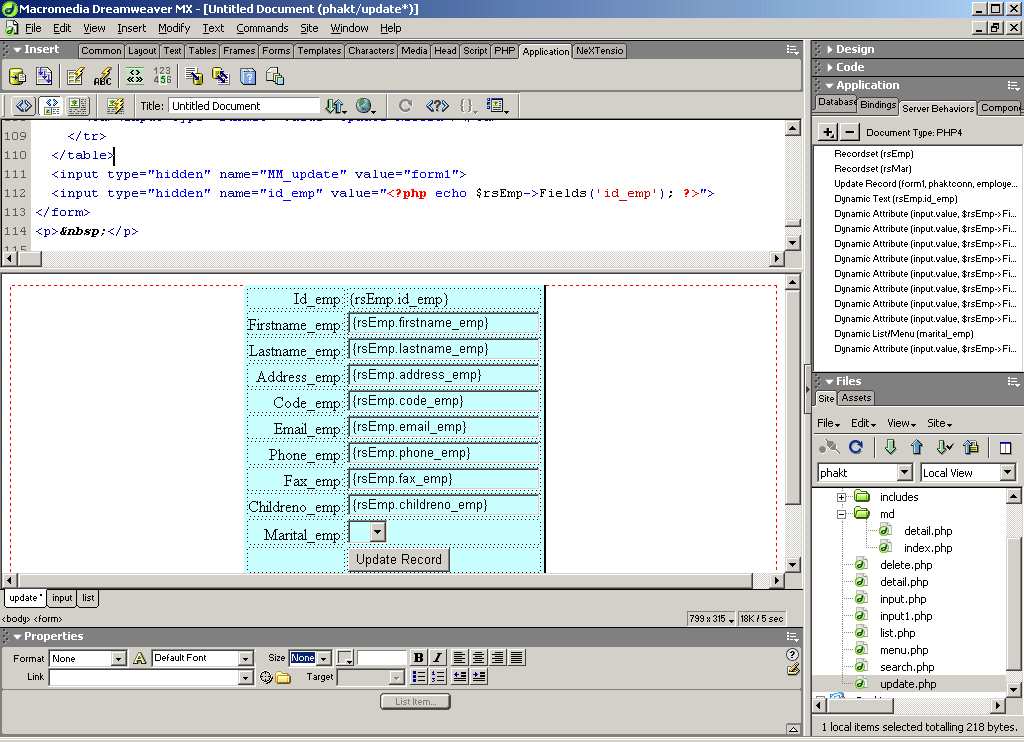 Macromedia Dreamweaver MX - [Untitled Document (phakt/update*)]
File Edit View Insert Modify Text Commands Site Window Help
Insert Common Layout Text Tables Frames Forms Templates Characters Media Head Script PHP Application NeXTensio
ABC 123 456
Title: Untitled Document
109 </tr>
110 </table>
111 <input type="hidden" name="MM_update" value="form1">
112 <input type="hidden" name="id_emp" value="<?php echo $rsEmp->Fields('id_emp'); ?>">
113 </form>
114 <p>&nbsp;</p>
115
Id_emp: {rsEmp.id_emp}
Firstname_emp: {rsEmp.firstname_emp}
Lastname_emp: {rsEmp.lastname_emp}
Address_emp: {rsEmp.address_emp}
Code_emp: {rsEmp.code_emp}
Email_emp: {rsEmp.email_emp}
Phone_emp: {rsEmp.phone_emp}
Fax_emp: {rsEmp.fax_emp}
Childreno_emp: {rsEmp.childreno_emp}
Marital_emp:
Update Record
update* input list
<body> <form>
799 x 315 18K / 5 sec
Properties
Format None Default Font Size None B I
Link Target
List Item...
Design
Code
Application
Database Bindings Server Behaviors Compon
Document Type: PHP4
Recordset (rsEmp)
Recordset (rsMar)
Update Record (form1, phaktconn, employe...
Dynamic Text (rsEmp.id_emp)
Dynamic Attribute (input.value, $rsEmp->Fi...
Dynamic Attribute (input.value, $rsEmp->Fi...
Dynamic Attribute (input.value, $rsEmp->Fi...
Dynamic Attribute (input.value, $rsEmp->Fi...
Dynamic Attribute (input.value, $rsEmp->Fi...
Dynamic Attribute (input.value, $rsEmp->Fi...
Dynamic Attribute (input.value, $rsEmp->Fi...
Dynamic Attribute (input.value, $rsEmp->Fi...
Dynamic List/Menu (marital_emp)
Dynamic Attribute (input.value, $rsEmp->Fi...
Files
Site Assets
File Edit View Site
phakt Local View
includes
md
detail.php
index.php
delete.php
detail.php
input.php
input1.php
list.php
menu.php
search.php
update.php
1 local items selected totalling 218 bytes.